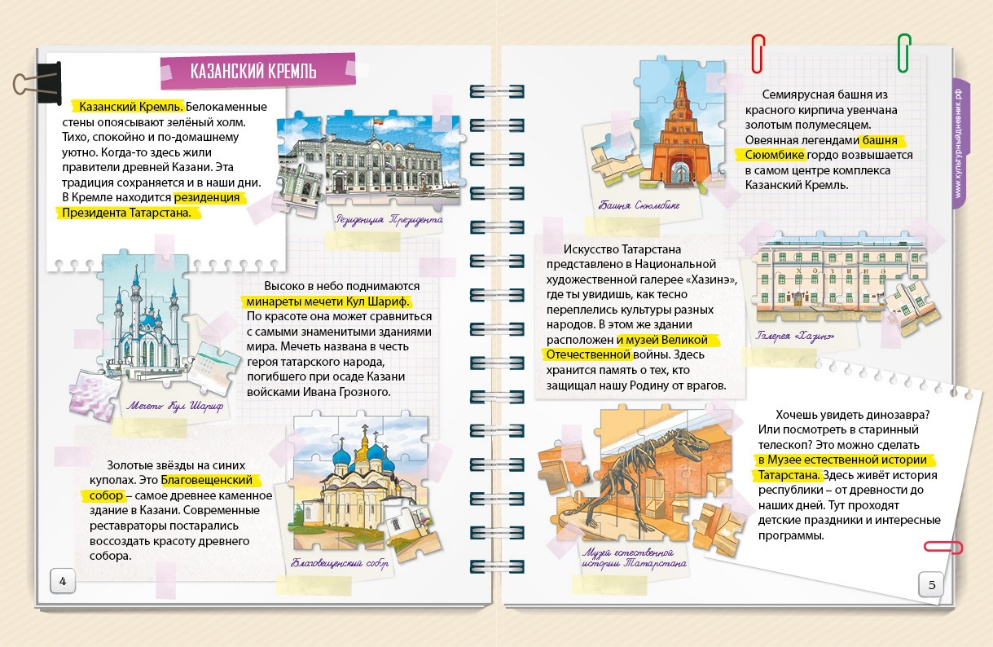 КАЗАНСКИЙ КРЕМЛЬ
Казанский Кремль. Белокаменные
стены опоясывают зелёный холм.
Тихо, спокойно и по-домашнему
уютно. Когда-то здесь жили
правители древней Казани. Эта
традиция сохраняется и в наши дни.
В Кремле находится резиденция
Президента Татарстана.
Резиденция Президента
Высоко в небо поднимаются
минареты мечети Кул Шариф.
По красоте она может сравниться
с самыми знаменитыми зданиями
мира. Мечеть названа в честь
героя татарского народа,
погибшего при осаде Казани
войсками Ивана Грозного.
Мечеть Кул Шариф
Золотые звёзды на синих
куполах. Это Благовещенский
собор – самое древнее каменное
здание в Казани. Современные
реставраторы постарались
воссоздать красоту древнего
собора.
Благовещенский собор
4
Семиярусная башня из
красного кирпича увенчана
золотым полумесяцем.
Овеянная легендами башня
Сююмбике гордо возвышается
в самом центре комплекса
Казанский Кремль.
Башня Сююмбике
www.культурныйдневник.рф
Искусство Татарстана
представлено в Национальной
художественной галерее «Хазинэ»,
где ты увидишь, как тесно
переплелись культуры разных
народов. В этом же здании
расположен и музей Великой
Отечественной войны. Здесь
хранится память о тех, кто
защищал нашу Родину от врагов.
Галерея «Хазинэ»
Хочешь увидеть динозавра?
Или посмотреть в старинный
телескоп? Это можно сделать
в Музее естественной истории
Татарстана. Здесь живёт история
республики – от древности до
наших дней. Тут проходят
детские праздники и интересные
программы.
Музей естественной
истории Татарстана
5